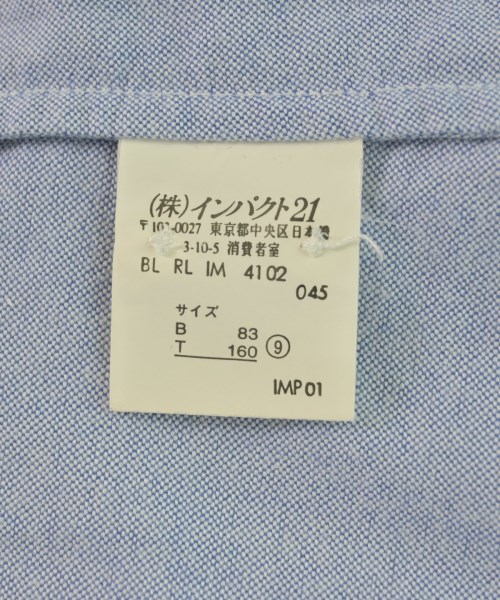 (株)インパクト21
〒103-0027 東京都中央区日本橋
3-10-5 消費者室
BL RL IM 4102
045
サイズ
B 83
T 160 ⑨
IMP01